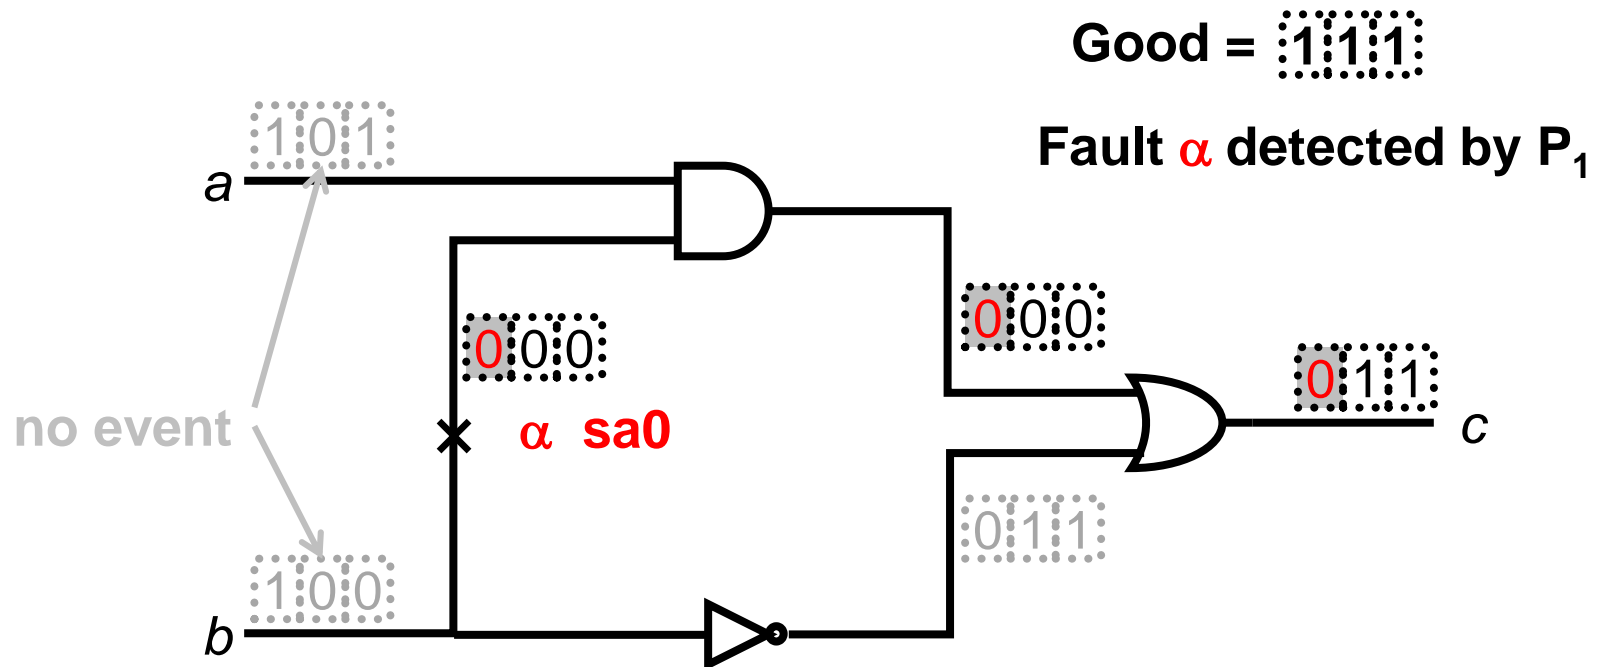 Good = 1 1 1
Fault α detected by P1
1 0 1
a
0 0 0
0 0 0
0 1 1
no event
α sa0
c
0 1 1
1 0 0
b